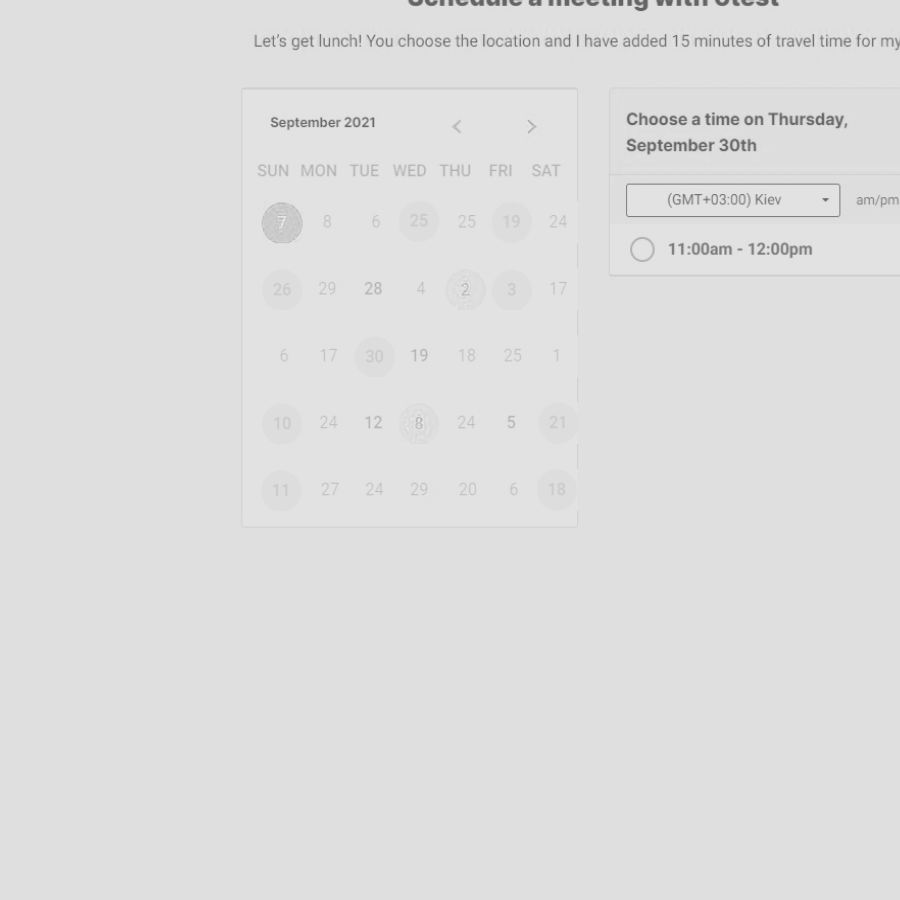 Schedule a meeting with Utest
Let's get lunch! You choose the location and I have added 15 minutes of travel time for my
September 2021
SUN MON TUE WED THU FRI SAT
7 8 6 25 25 19 24
26 29 28 4 2 3 17
6 17 30 19 18 25 1
10 24 12 8 24 5 21
11 27 24 29 20 6 18
Choose a time on Thursday,
September 30th
(GMT+03:00) Kiev am/pm
11:00am - 12:00pm